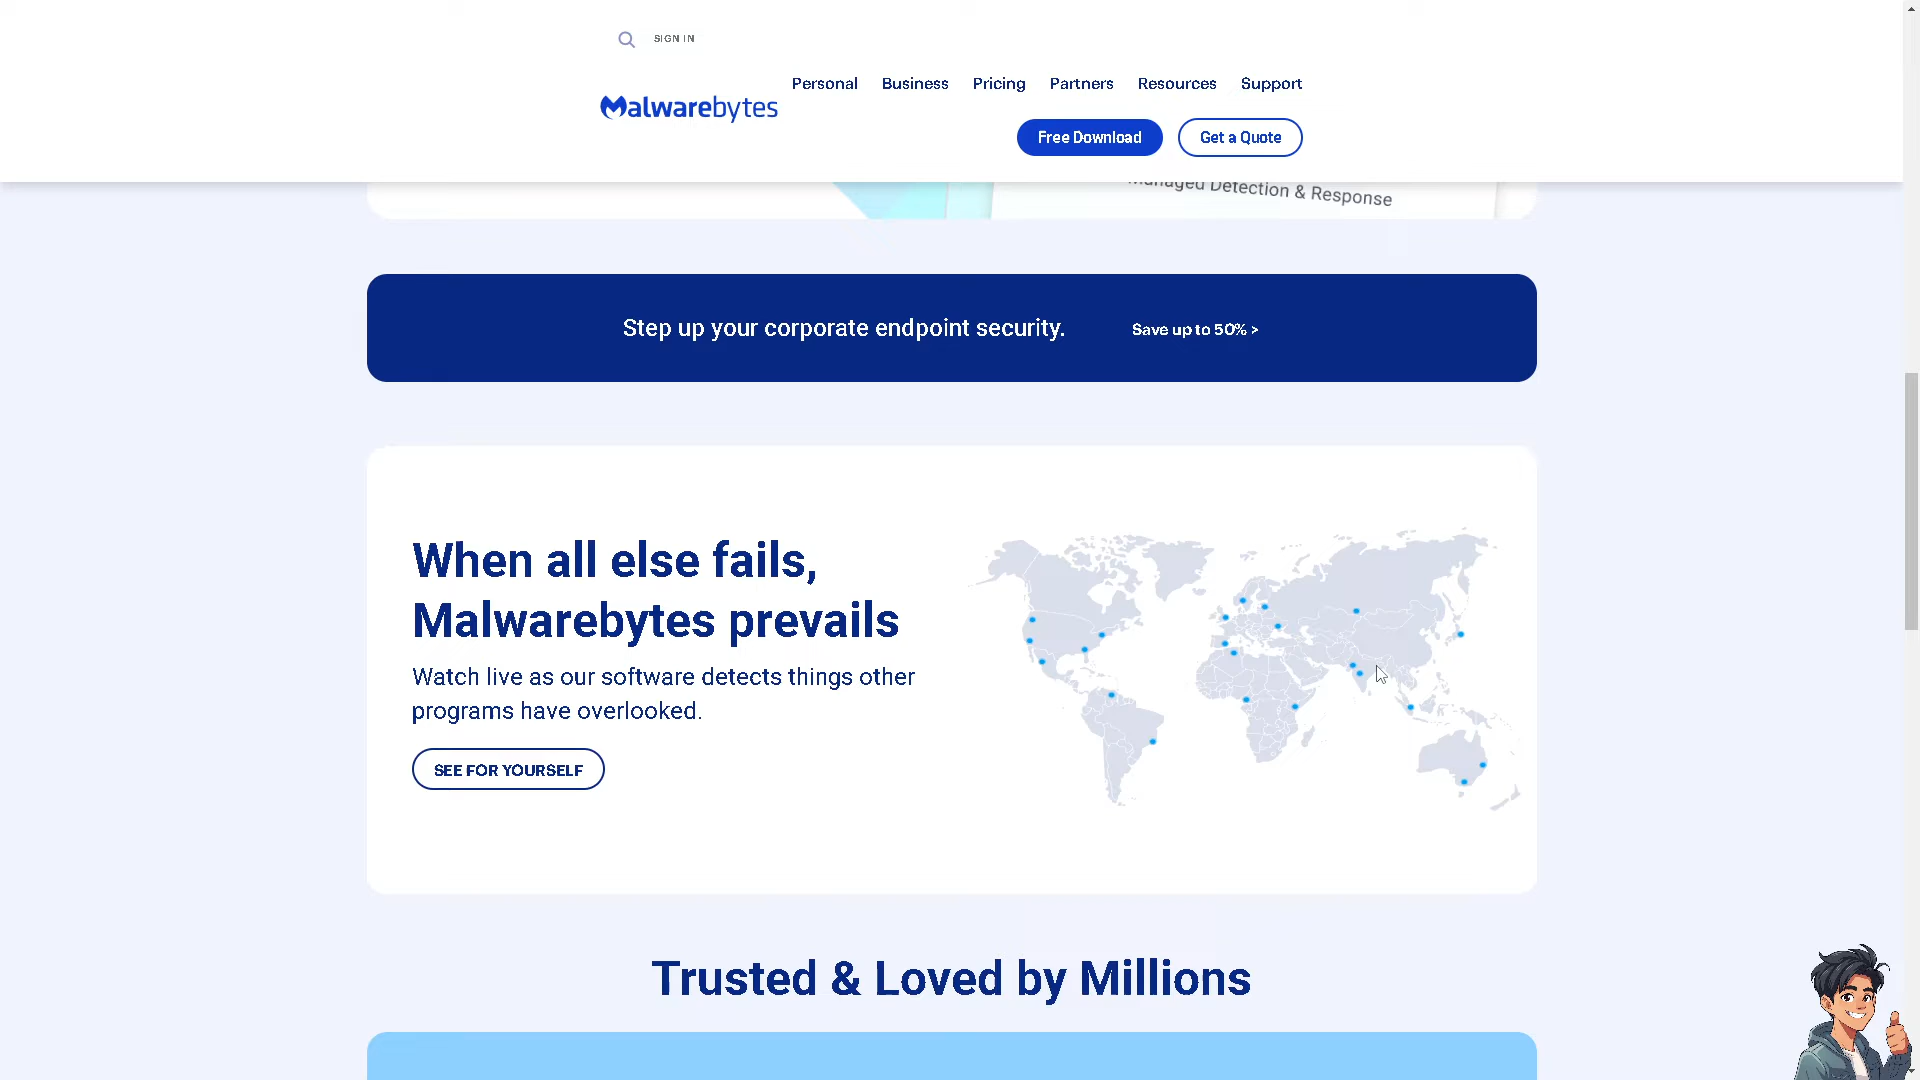 SIGN IN
Malwarebytes
Personal Business Pricing Partners Resources Support
Free Download Get a Quote
Managed Detection & Response
Step up your corporate endpoint security. Save up to 50% >
When all else fails,
Malwarebytes prevails
Watch live as our software detects things other
programs have overlooked.
SEE FOR YOURSELF
Trusted & Loved by Millions